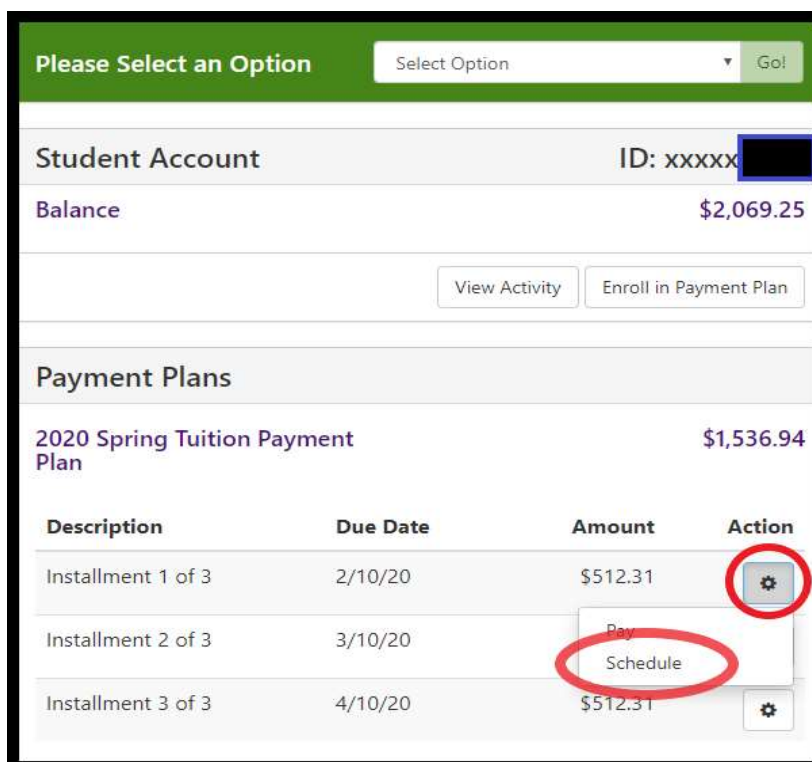 Please Select an Option Select Option Go!
Student Account ID: xxxxx
Balance $2,069.25
View Activity Enroll in Payment Plan
Payment Plans
2020 Spring Tuition Payment $1,536.94
Plan
Description Due Date Amount Action
Installment 1 of 3 2/10/20 $512.31
Installment 2 of 3 3/10/20 Pay
Schedule
Installment 3 of 3 4/10/20 $512.31